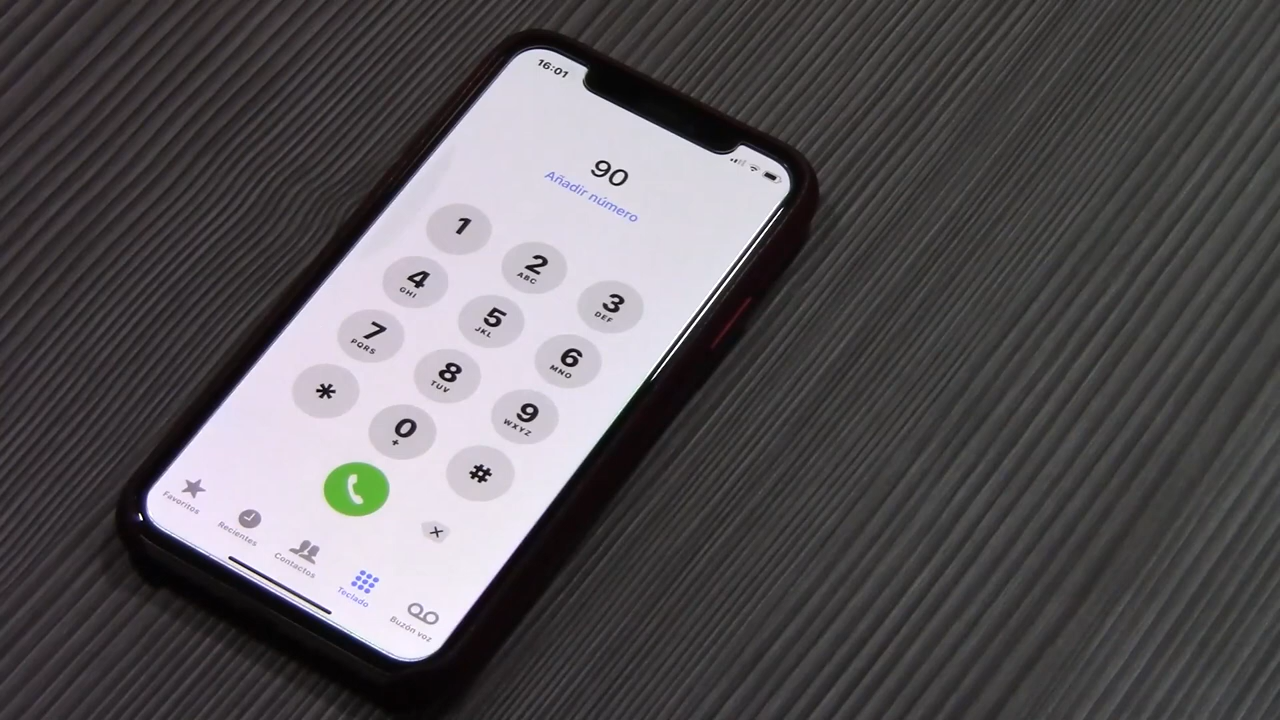 16:01
90
Añadir número
1
2
ABC
3
DEF
4
GHI
5
JKL
6
MNO
7
PQRS
8
TUV
9
WXYZ
*
0
+
#
Favoritos
Recientes
Contactos
Teclado
Buzón voz